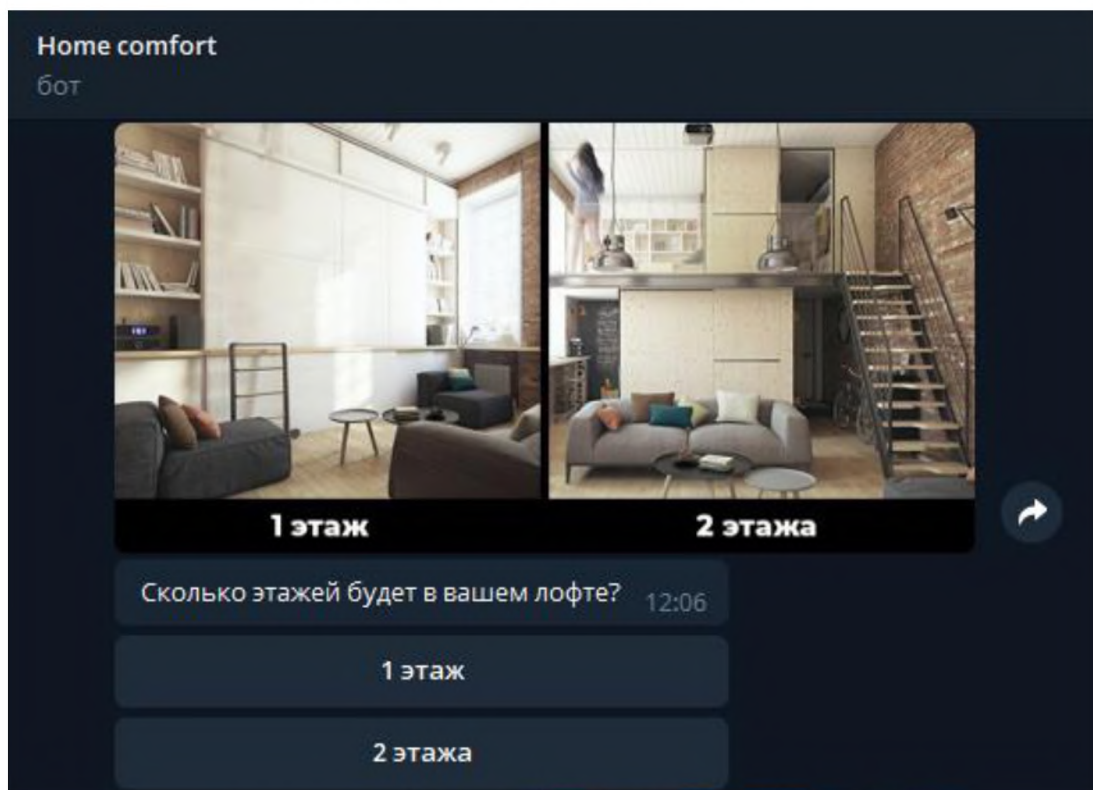 Home comfort
бот
1 этаж
2 этажа
Сколько этажей будет в вашем лофте?
12:06
1 этаж
2 этажа